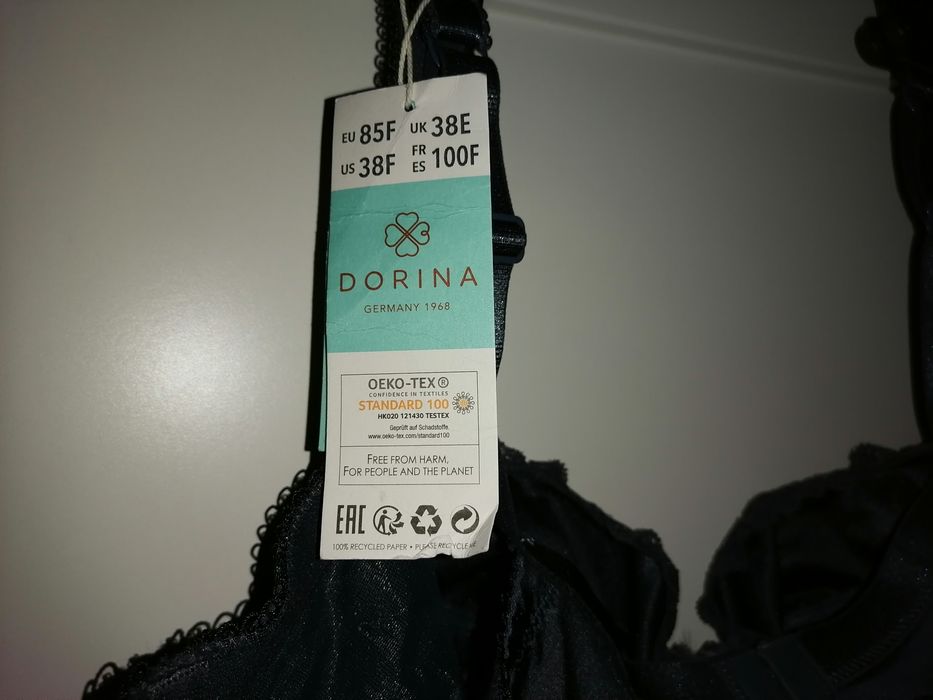 EU 85F UK 38E
US 38F FR ES 100F
DORINA
GERMANY 1968
OEKO-TEX®
CONFIDENCE IN TEXTILES
STANDARD 100
HK020 121430 TESTEX
Geprüft auf Schadstoffe.
www.oeko-tex.com/standard100
FREE FROM HARM,
FOR PEOPLE AND THE PLANET
EAC
100% RECYCLED PAPER • PLEASE RECYCLE ME